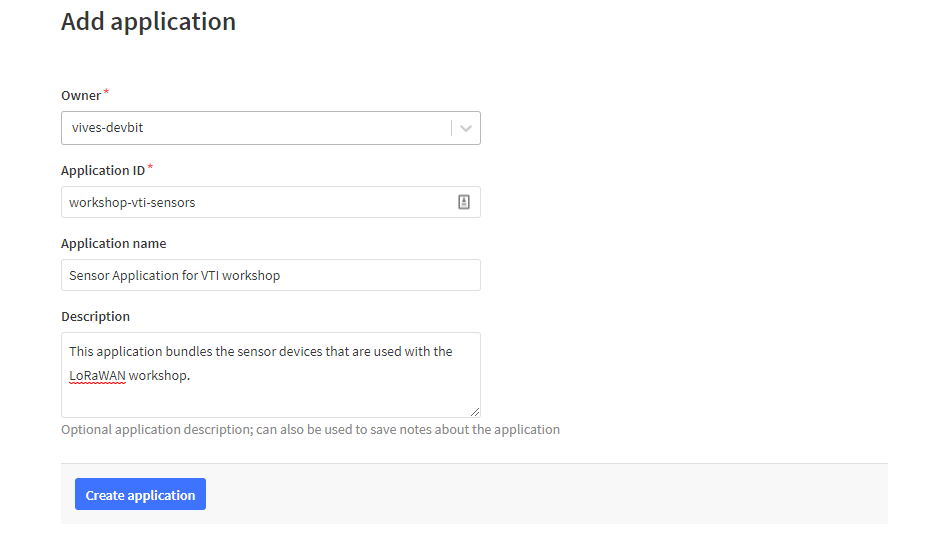 Add application
Owner*
vives-devbit
Application ID*
workshop-vti-sensors
Application name
Sensor Application for VTI workshop
Description
This application bundles the sensor devices that are used with the
LoRaWAN workshop.
Optional application description; can also be used to save notes about the application
Create application